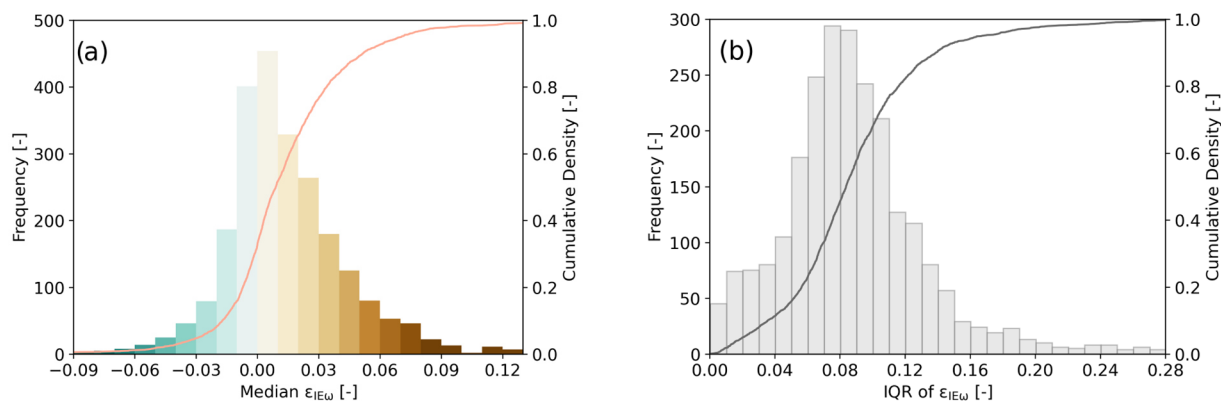 (a)
500
400
300
200
100
0
Frequency [-]
1.0
0.8
0.6
0.4
0.2
0.0
Cumulative Density [-]
−0.09 −0.06 −0.03 0.00 0.03 0.06 0.09 0.12
Median ε_IEω [-]
(b)
300
250
200
150
100
50
0
Frequency [-]
1.0
0.8
0.6
0.4
0.2
0.0
Cumulative Density [-]
0.00 0.04 0.08 0.12 0.16 0.20 0.24 0.28
IQR of ε_IEω [-]